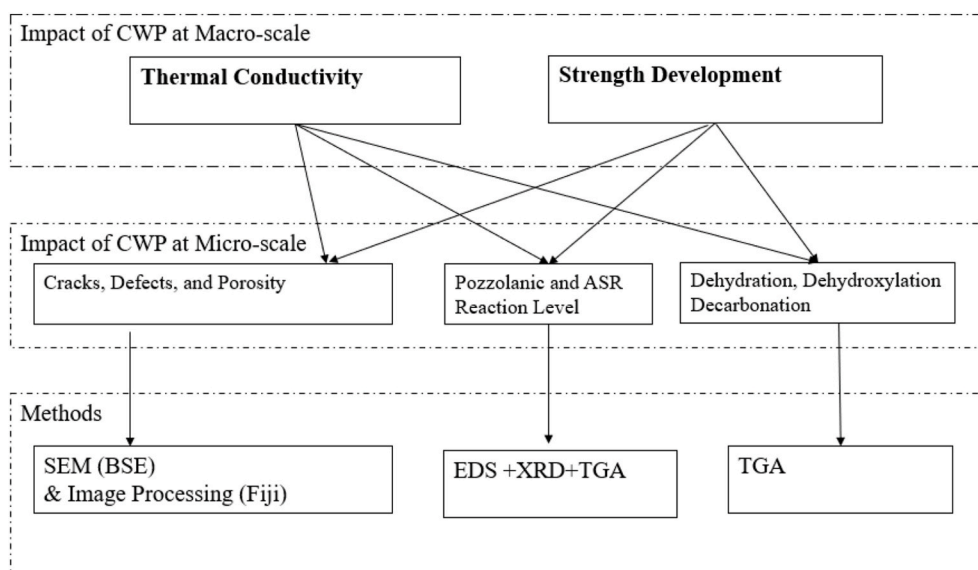 Impact of CWP at Macro-scale
Thermal Conductivity
Strength Development
Impact of CWP at Micro-scale
Cracks, Defects, and Porosity
Pozzolanic and ASR
Reaction Level
Dehydration, Dehydroxylation
Decarbonation
Methods
SEM (BSE)
& Image Processing (Fiji)
EDS +XRD+TGA
TGA